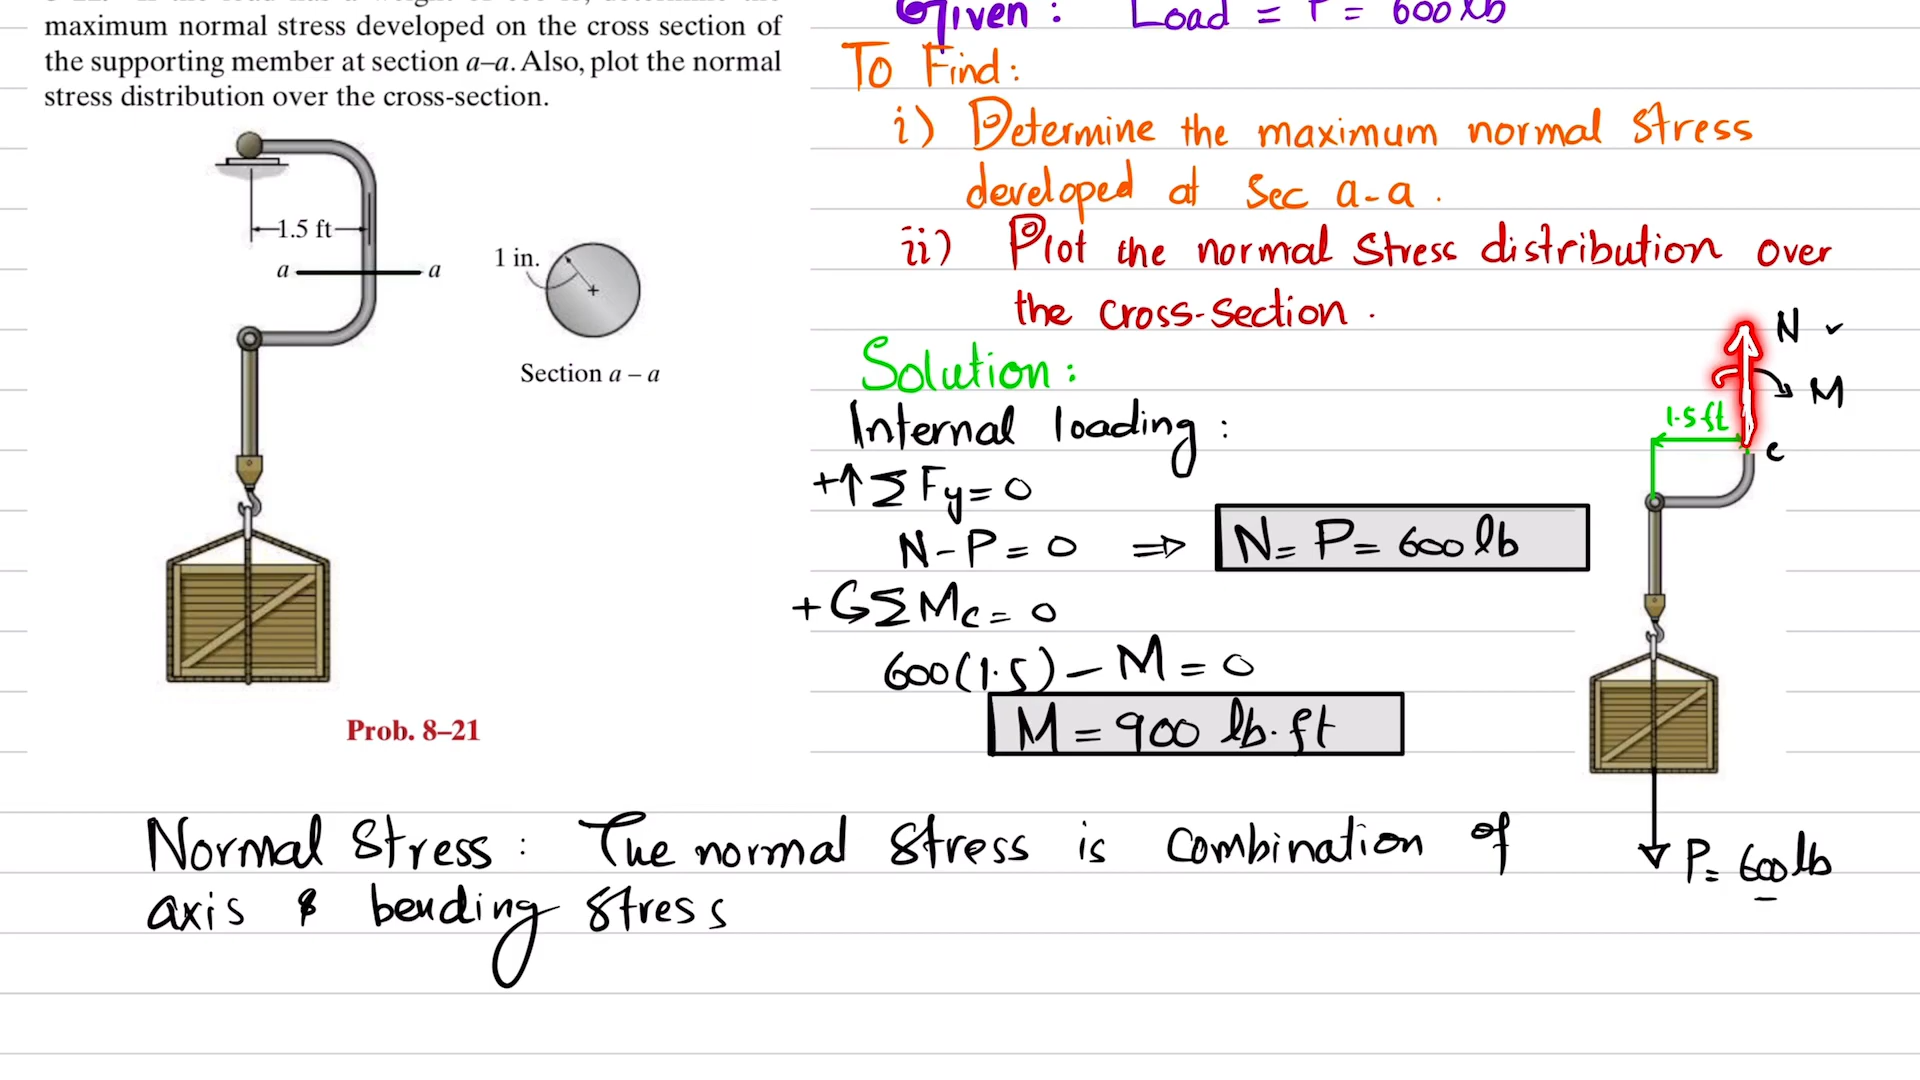 maximum normal stress developed on the cross section of
the supporting member at section a–a. Also, plot the normal
stress distribution over the cross-section.
1.5 ft
a a
1 in.
Section a – a
Prob. 8–21
Given : Load = P = 600 lb
To Find :
i) Determine the maximum normal stress
developed at Sec a-a .
ii) Plot the normal stress distribution over
the cross-section .
Solution :
Internal loading :
+↑ Σ Fy = 0
N - P = 0 ⇒ N = P = 600 lb
+↺ Σ Mc = 0
600(1.5) - M = 0
M = 900 lb.ft
N ✓
M
1.5ft
c
P = 600 lb
Normal Stress : The normal stress is combination of
axis & bending stress